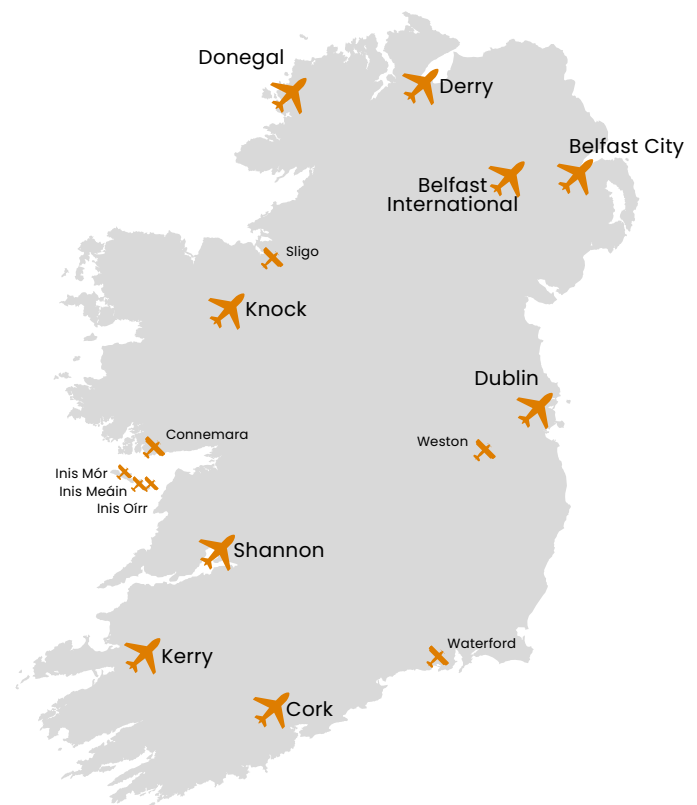 Donegal
Derry
Belfast City
Belfast
International
Sligo
Knock
Dublin
Connemara
Weston
Inis Mór
Inis Meáin
Inis Oírr
Shannon
Waterford
Kerry
Cork